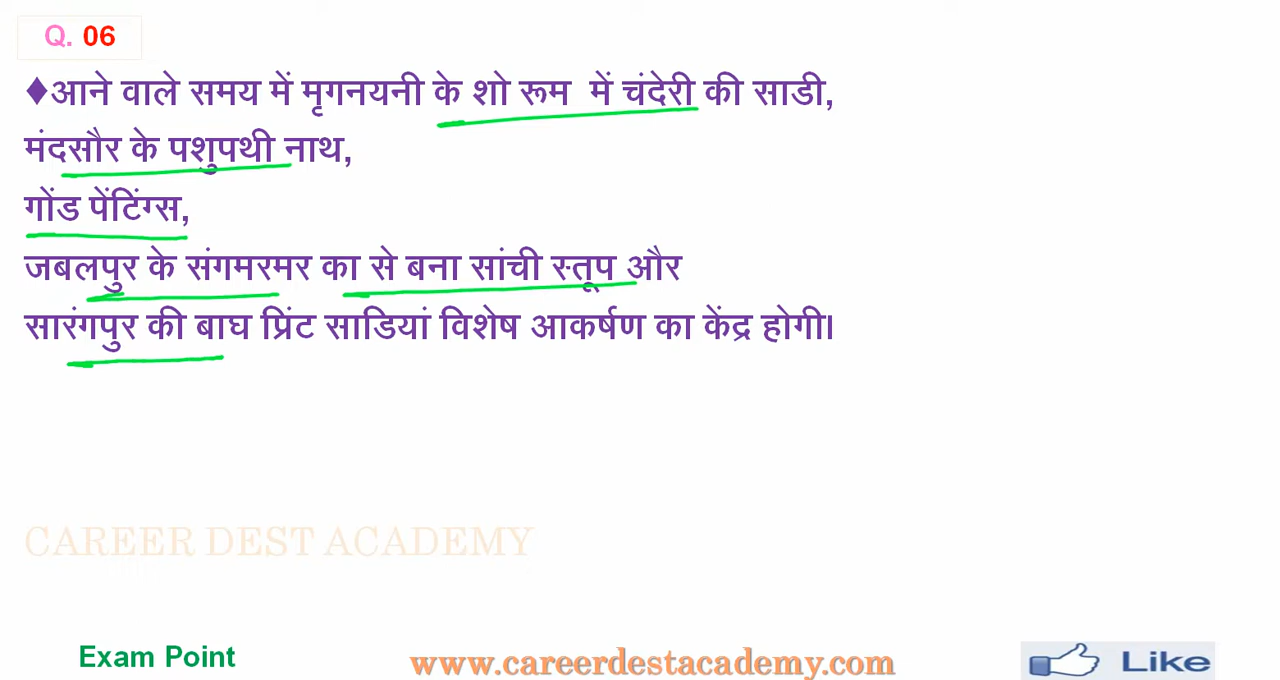 Q. 06
♦आने वाले समय में मृगनयनी के शो रूम में चंदेरी की साडी,
मंदसौर के पशुपथी नाथ,
गोंड पेंटिंग्स,
जबलपुर के संगमरमर का से बना सांची स्तूप और
सारंगपुर की बाघ प्रिंट साडियां विशेष आकर्षण का केंद्र होगी।
CAREER DEST ACADEMY
Exam Point
www.careerdestacademy.com
Like